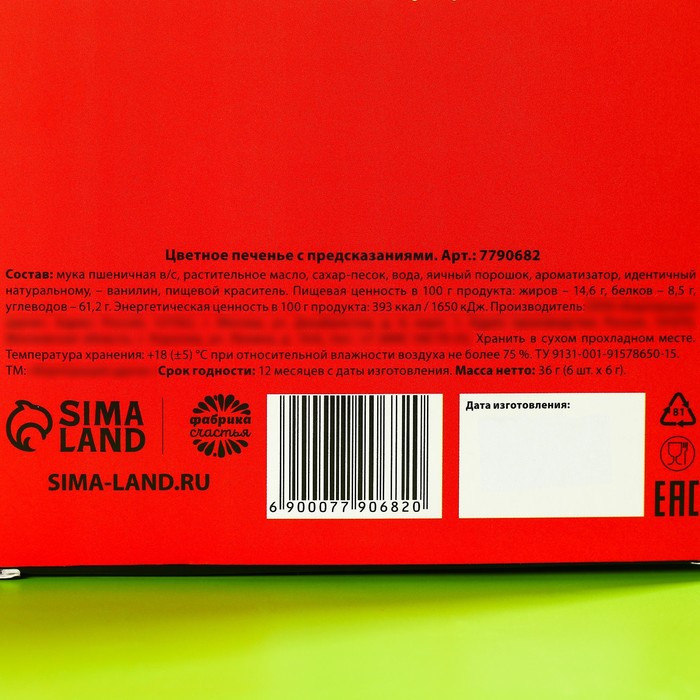 Цветное печенье с предсказаниями. Арт.: 7790682
Состав: мука пшеничная в/с, растительное масло, сахар-песок, вода, яичный порошок, ароматизатор, идентичный
натуральному, – ванилин, пищевой краситель. Пищевая ценность в 100 г продукта: жиров – 14,6 г, белков – 8,5 г,
углеводов – 61,2 г. Энергетическая ценность в 100 г продукта: 393 ккал / 1650 кДж. Производитель:
Хранить в сухом прохладном месте.
Температура хранения: +18 (±5) °С при относительной влажности воздуха не более 75 %. ТУ 9131-001-91578650-15.
ТМ: Срок годности: 12 месяцев с даты изготовления. Масса нетто: 36 г (6 шт. х 6 г).
SIMA
LAND
фабрика
счастья
SIMA-LAND.RU
6 900077 906820
Дата изготовления:
81
EAC